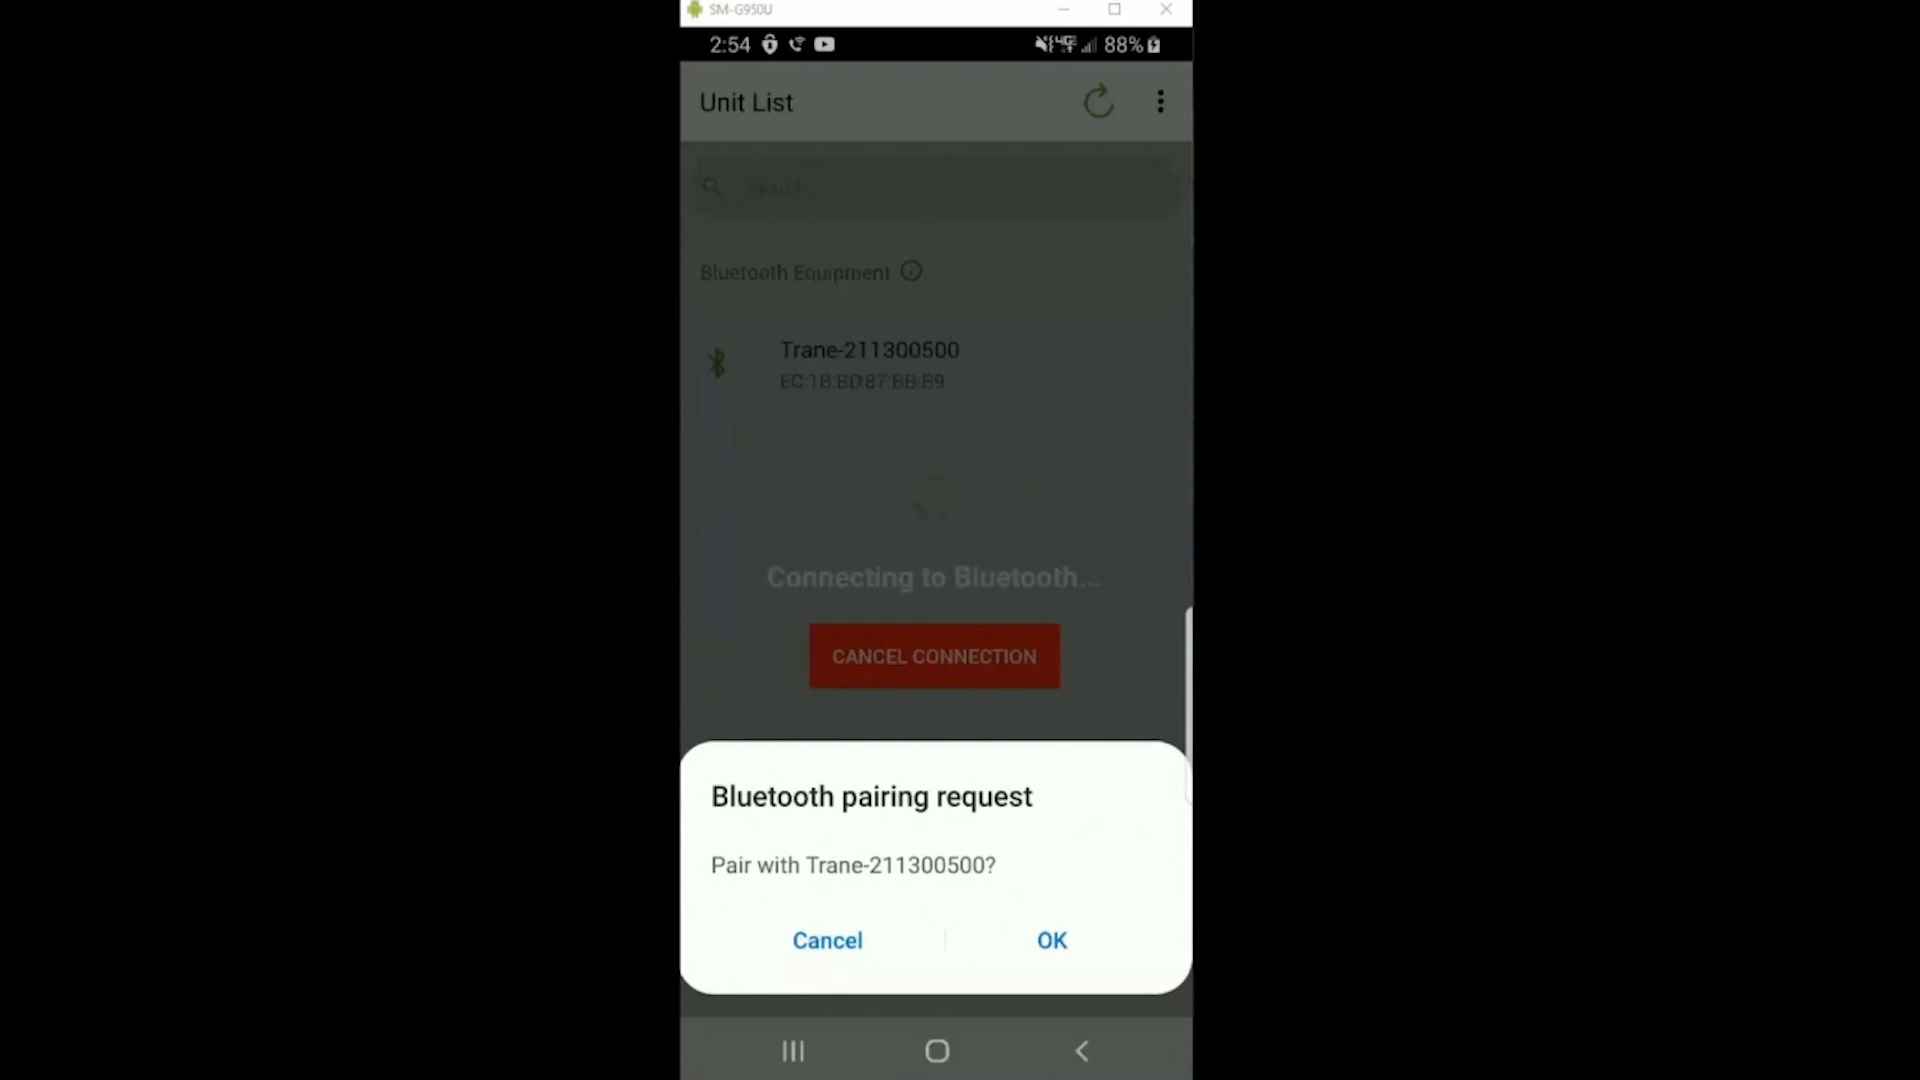 SM-G950U
2:54
88%
Unit List
Search
Bluetooth Equipment
Trane-211300500
EC:1B:BD:87:BB:B9
Connecting to Bluetooth...
CANCEL CONNECTION
Bluetooth pairing request
Pair with Trane-211300500?
Cancel
OK